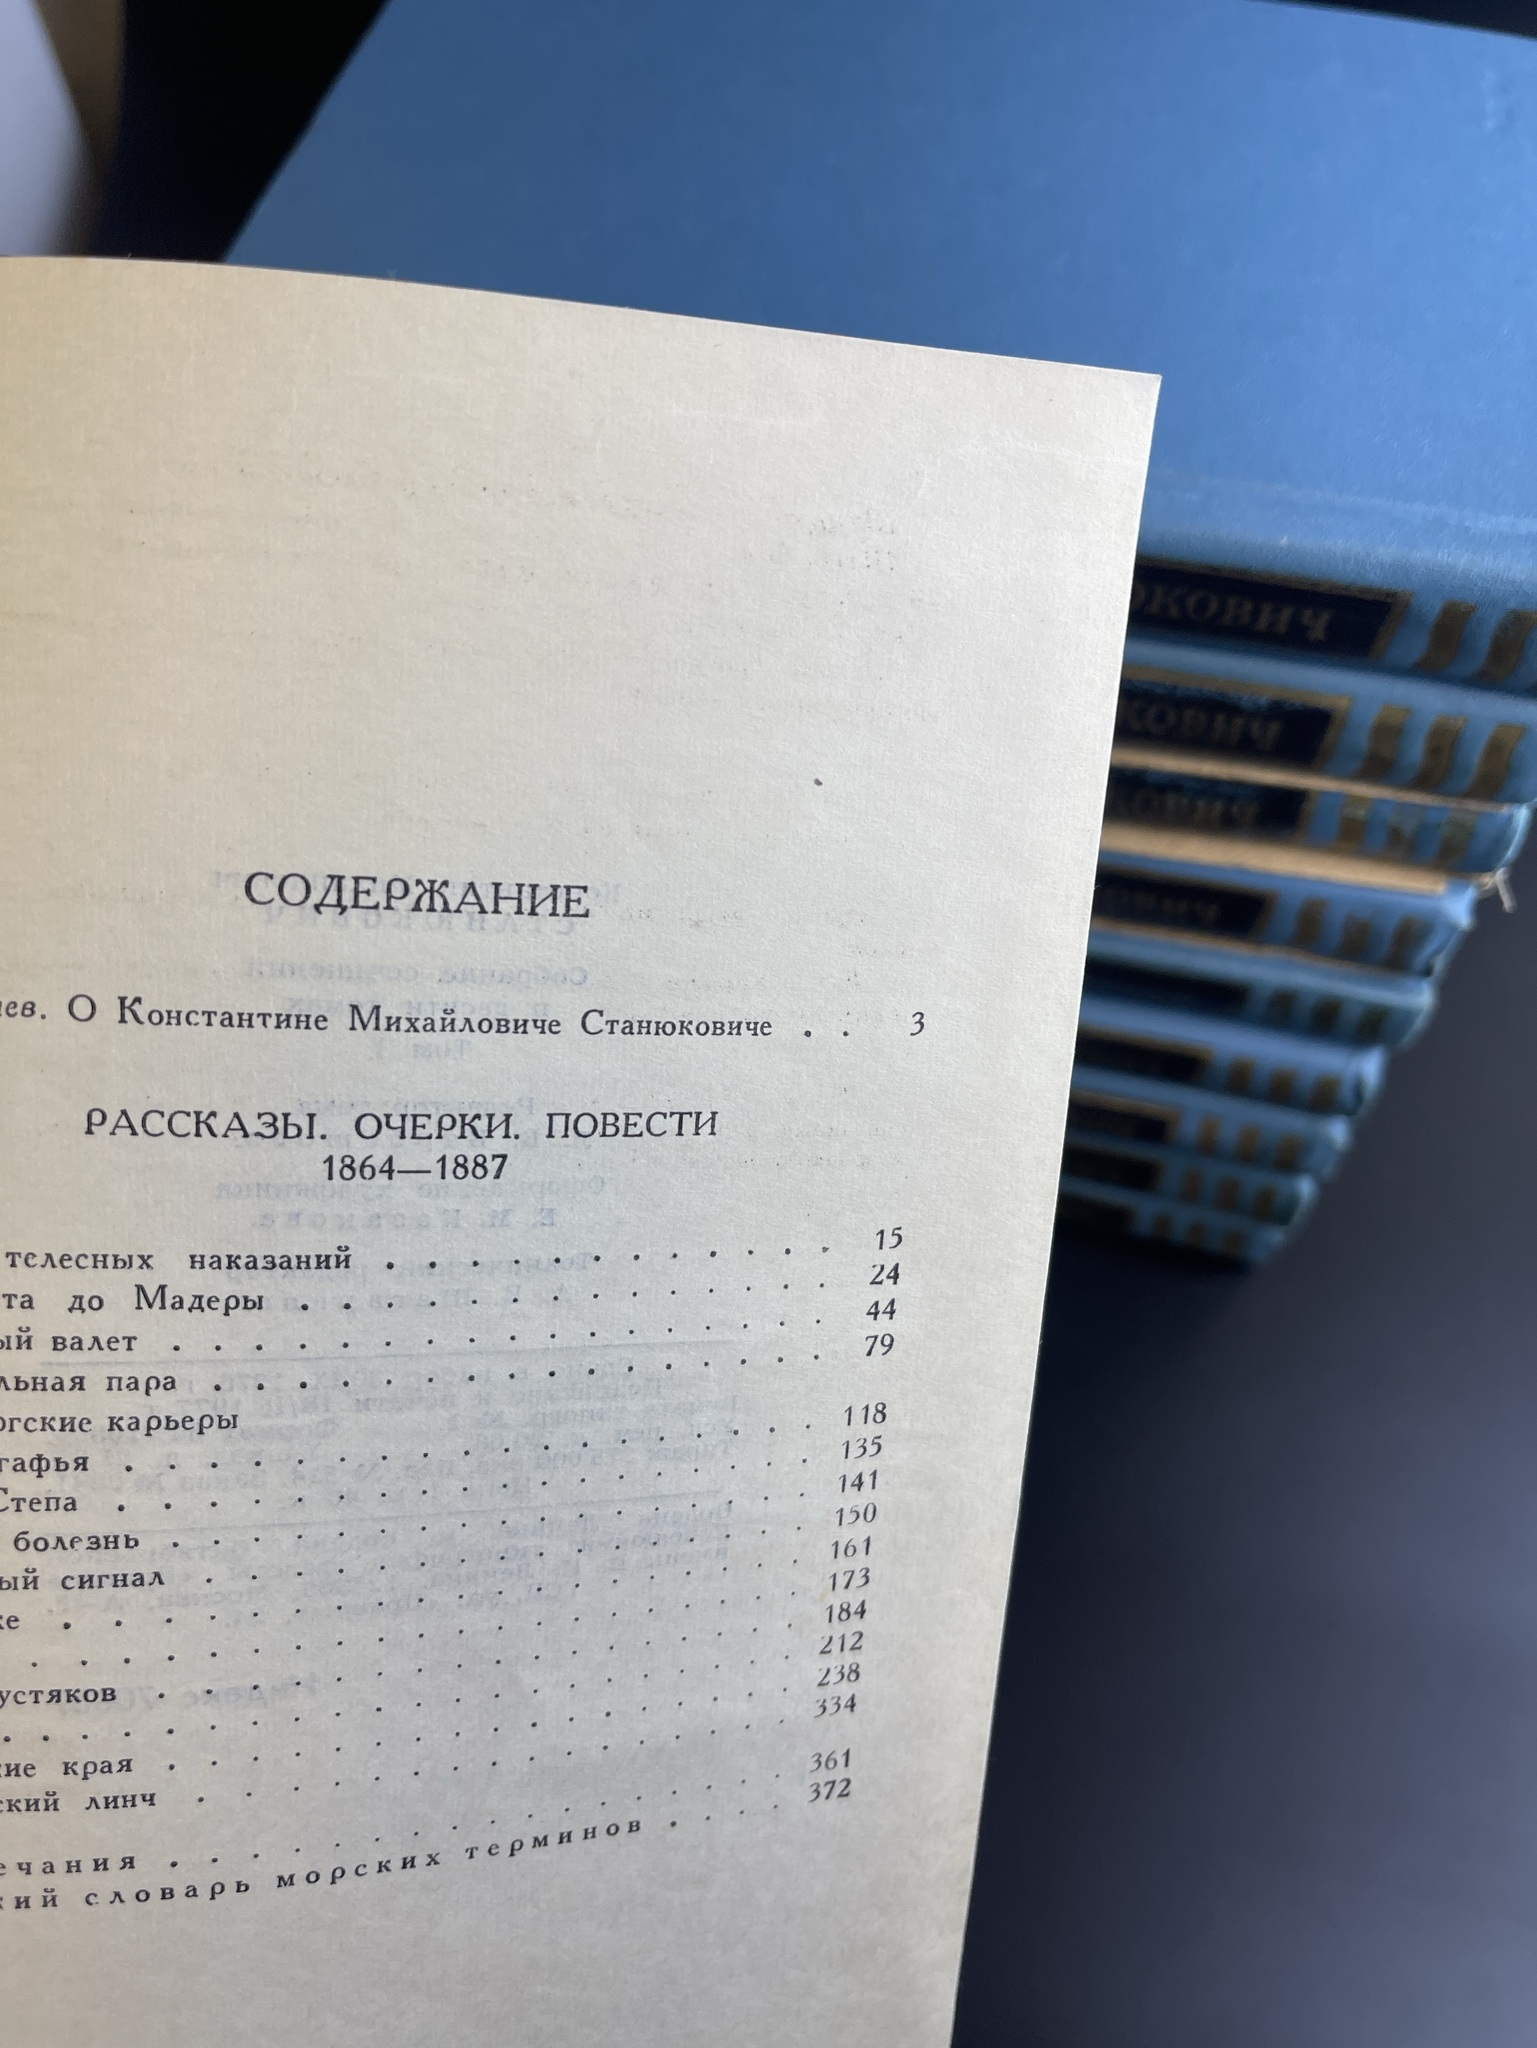 СОДЕРЖАНИЕ
О Константине Михайловиче Станюковиче . . 3
РАССКАЗЫ. ОЧЕРКИ. ПОВЕСТИ
1864—1887
телесных наказаний . . . . . . . . . . . 15
та до Мадеры . . . . . . . . . . . . 24
ый валет . . . . . . . . . . . . . . . 44
льная пара . . . . . . . . . . . . . . 79
ргские карьеры
гафья . . . . . . . . . . . . . . . . 118
Степа . . . . . . . . . . . . . . . . 135
болезнь . . . . . . . . . . . . . . . 141
ый сигнал . . . . . . . . . . . . . . 150
ке . . . . . . . . . . . . . . . . . 161
. . . . . . . . . . . . . . . . . . 173
устяков . . . . . . . . . . . . . . . 184
. . . . . . . . . . . . . . . . . . 212
ие края . . . . . . . . . . . . . . . 238
ский линч . . . . . . . . . . . . . . 334
ечания . . . . . . . . . . . . . . . 361
кий словарь морских терминов . . . . 372
ЮКОВИЧ
КОВИЧ
КОВИЧ
КОВИЧ